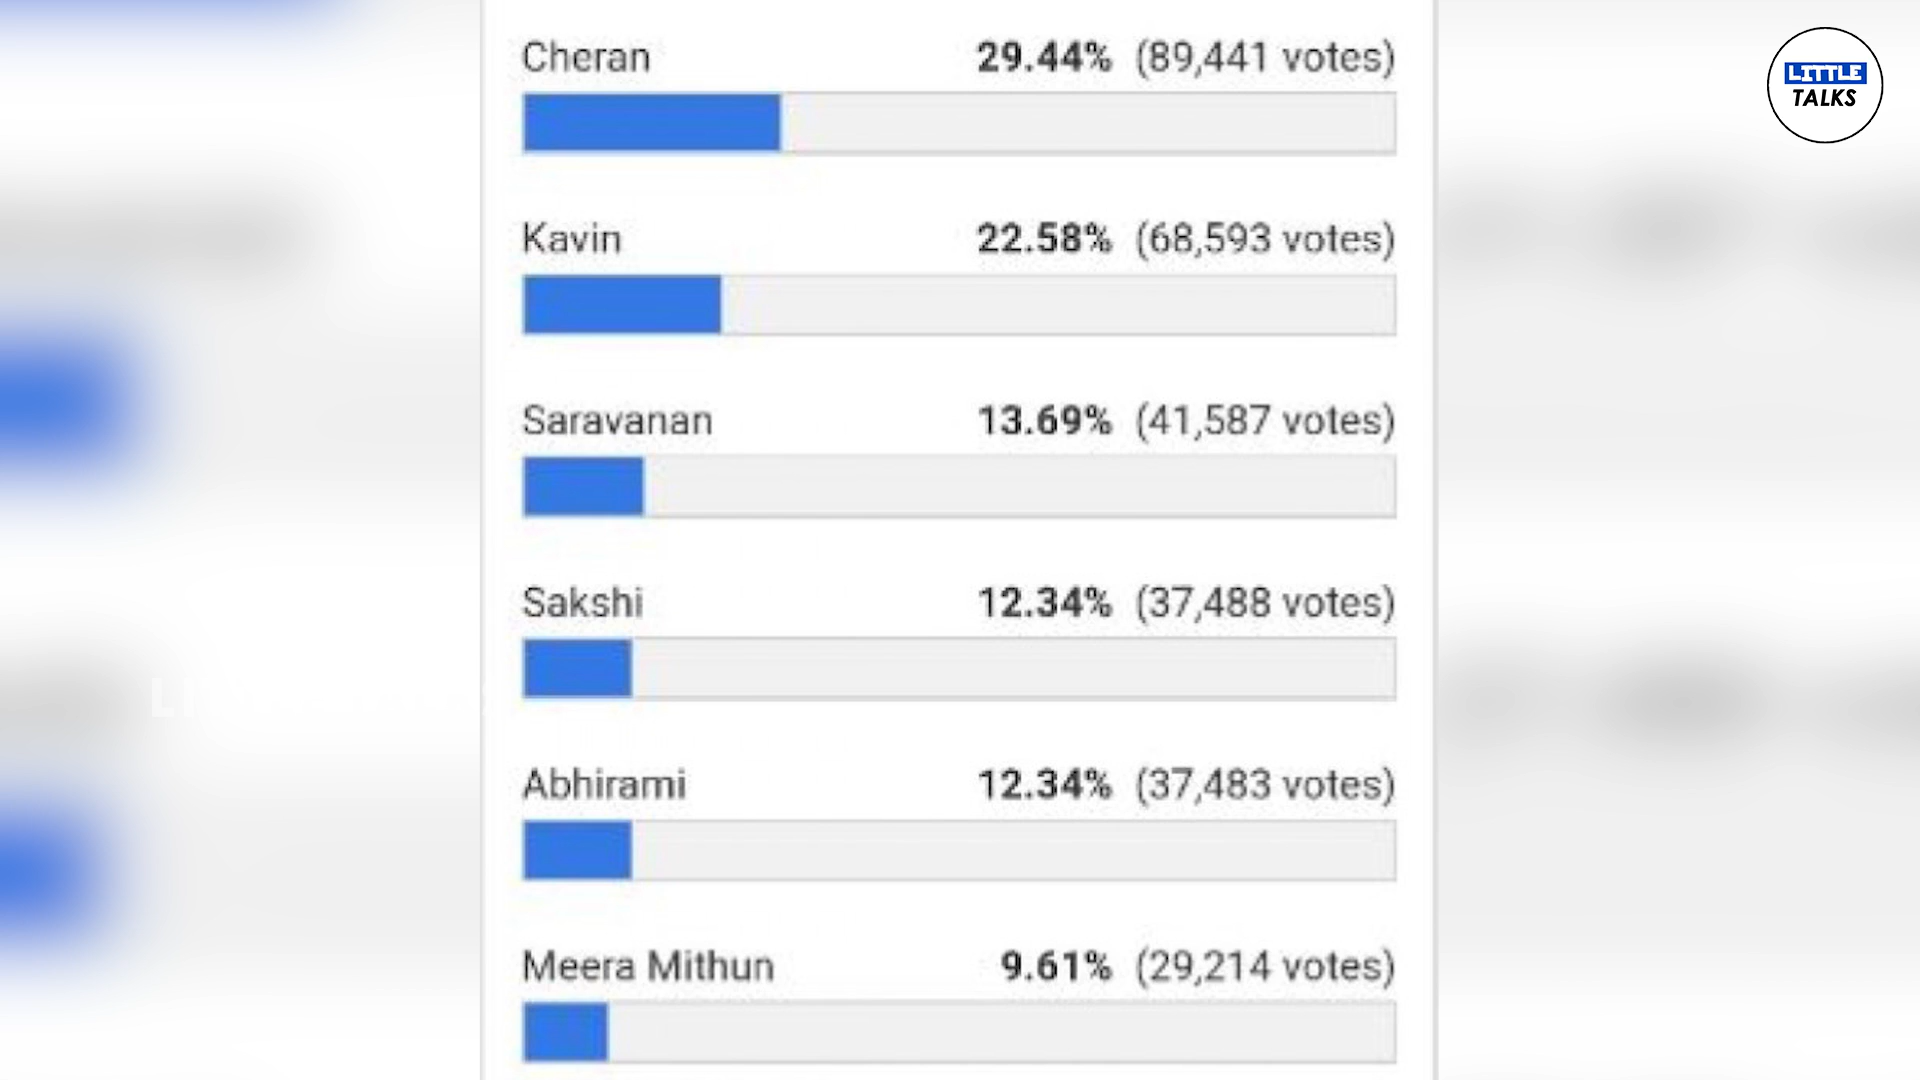 Cheran 29.44% (89,441 votes)
LITTLE
TALKS
Kavin 22.58% (68,593 votes)
Saravanan 13.69% (41,587 votes)
Sakshi 12.34% (37,488 votes)
Abhirami 12.34% (37,483 votes)
Meera Mithun 9.61% (29,214 votes)